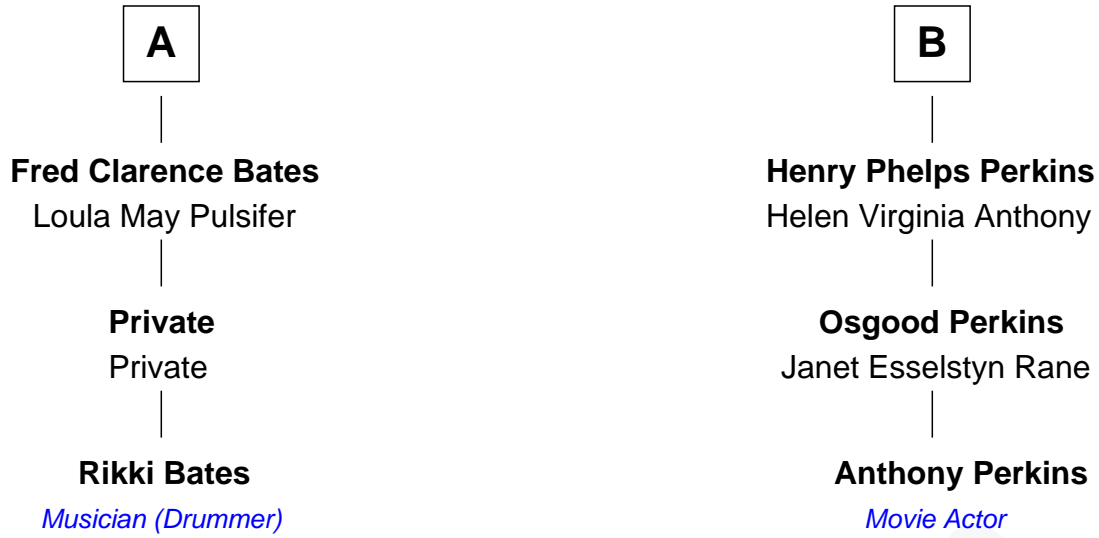 A
B
Fred Clarence Bates
Loula May Pulsifer
Henry Phelps Perkins
Helen Virginia Anthony
Private
Private
Osgood Perkins
Janet Esselstyn Rane
Rikki Bates
Musician (Drummer)
Anthony Perkins
Movie Actor